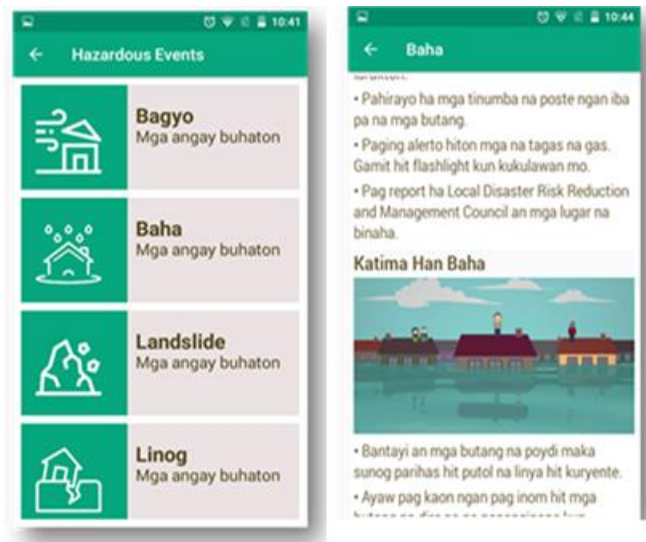 10:41
Hazardous Events
Bagyo
Mga angay buhaton
Baha
Mga angay buhaton
Landslide
Mga angay buhaton
Linog
Mga angay buhaton
10:44
Baha
• Pahirayo ha mga tinumba na poste ngan iba
pa na mga butang.
• Paging alerto hiton mga na tagas na gas.
Gamit hit flashlight kun kukulawan mo.
• Pag report ha Local Disaster Risk Reduction
and Management Council an mga lugar na
binaha.
Katima Han Baha
• Bantayi an mga butang na poydi maka
sunog parihas hit putol na linya hit kuryente.
• Ayaw pag kaon ngan pag inom hit mga